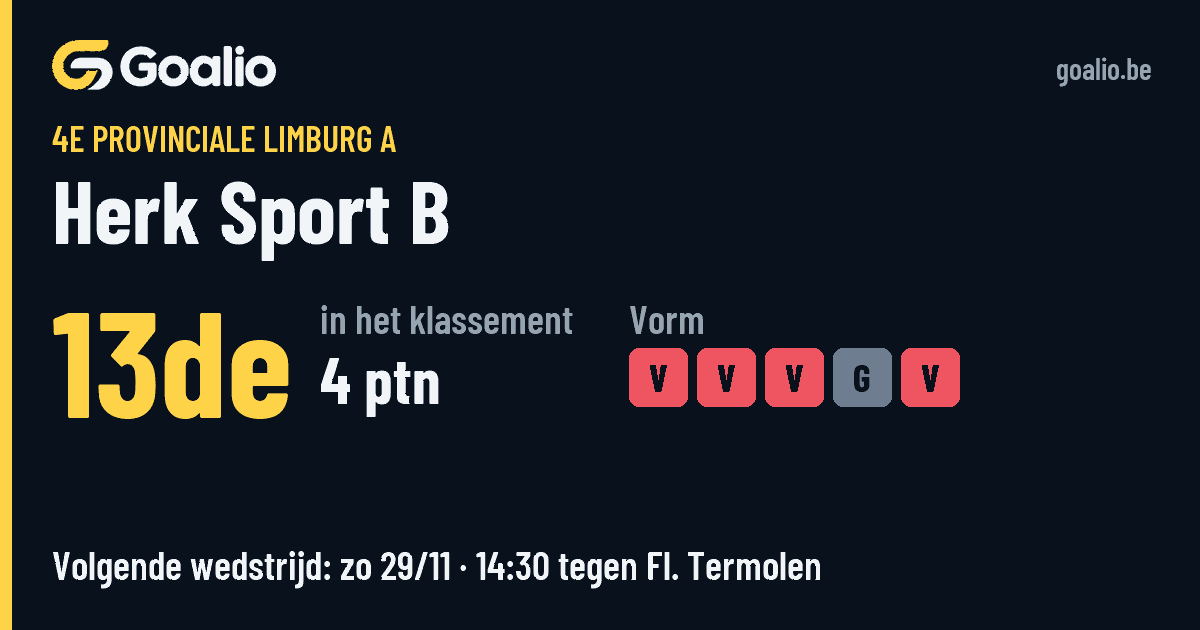 Goalio
goalio.be
4E PROVINCIALE LIMBURG A
Herk Sport B
13de
in het klassement
4 ptn
Vorm
V V V G V
Volgende wedstrijd: zo 29/11 · 14:30 tegen Fl. Termolen